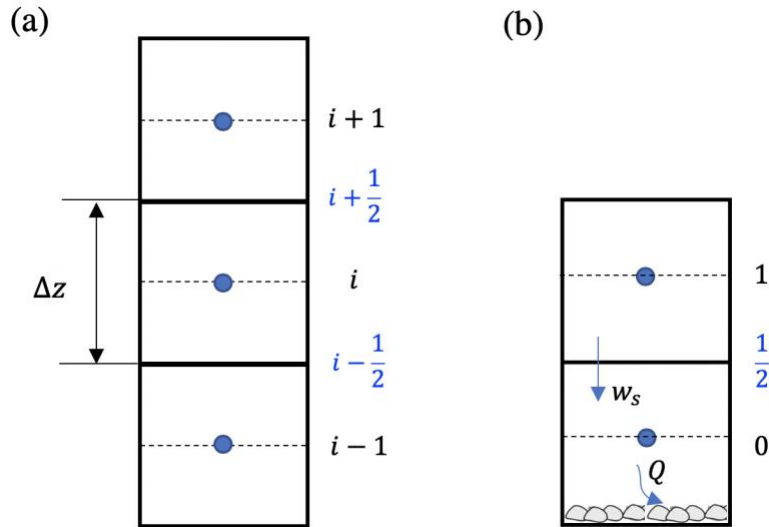 (a)
(b)
i + 1
i + 1/2
Δz
i
i − 1/2
i − 1
1
1/2
w_s
0
Q